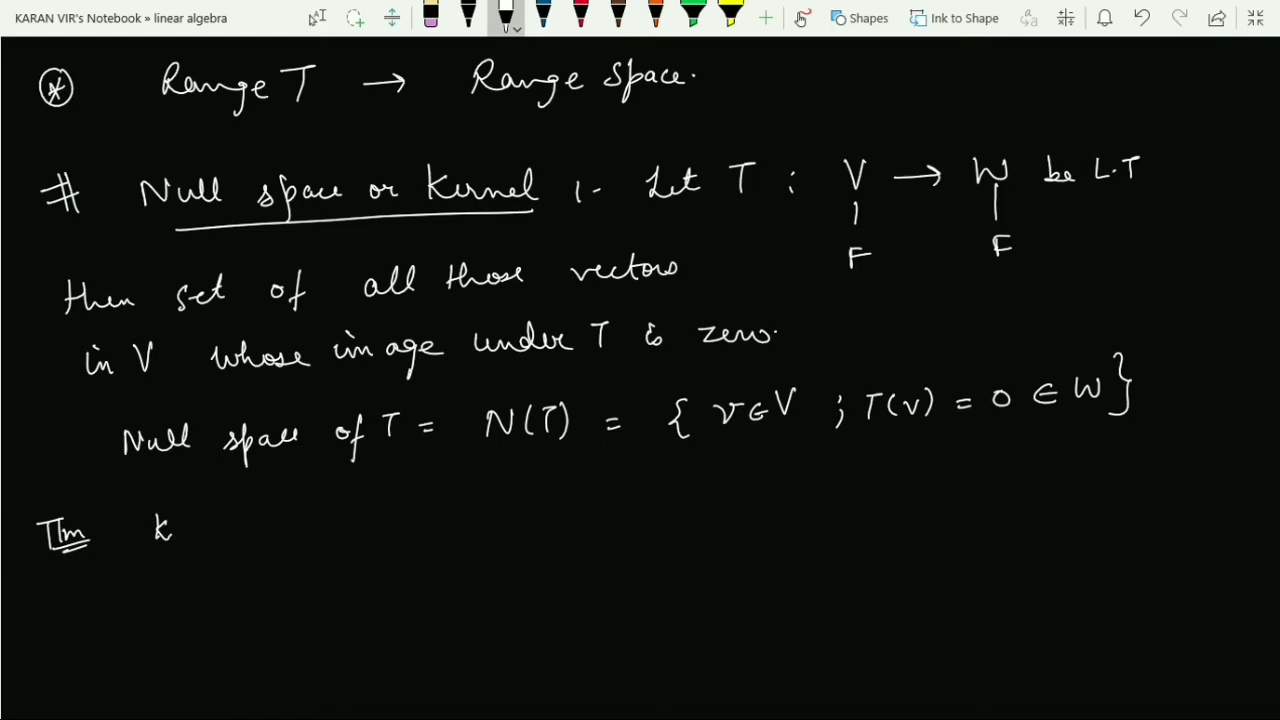 KARAN VIR's Notebook » linear algebra
Shapes
Ink to Shape
Range T → Range Space.
# Null space or Kernel :- Let T : V → W be L.T
F F
then set of all those vectors
in V whose image under T is zero.
Null space of T = N(T) = { v ∈ V ; T(v) = 0 ∈ W }
Thm k